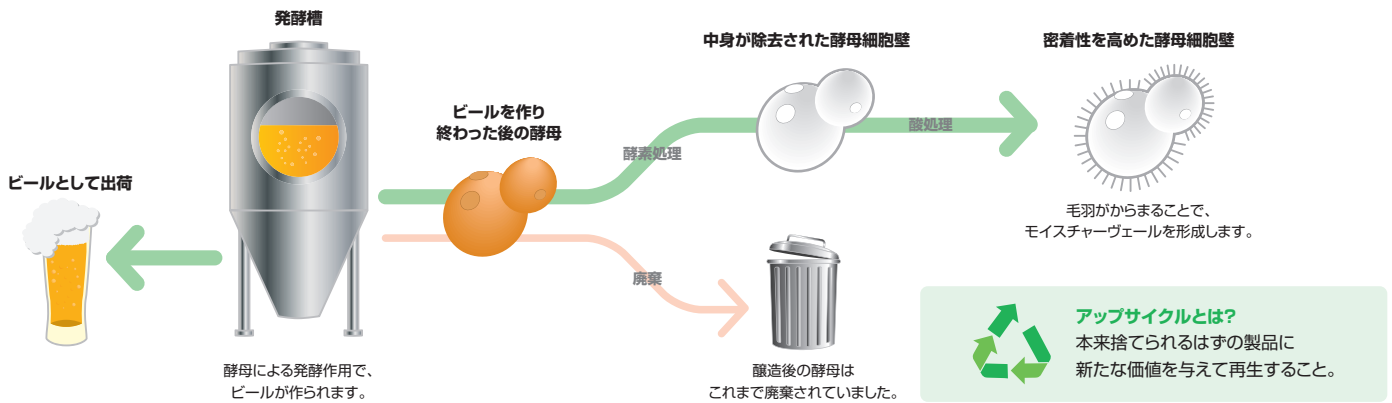 発酵槽
ビールとして出荷
酵母による発酵作用で、
ビールが作られます。
ビールを作り
終わった後の酵母
酵素処理
中身が除去された酵母細胞壁
酸処理
密着性を高めた酵母細胞壁
毛羽がからまることで、
モイスチャーヴェールを形成します。
廃棄
醸造後の酵母は
これまで廃棄されていました。
アップサイクルとは?
本来捨てられるはずの製品に
新たな価値を与えて再生すること。